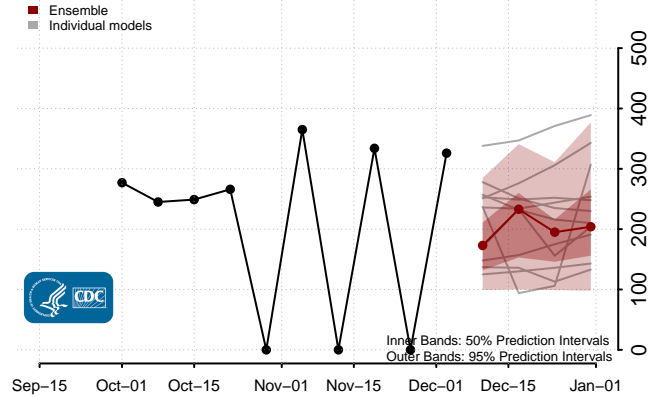 Ensemble
Individual models
500
400
300
200
100
0
CDC
Inner Bands: 50% Prediction Intervals
Outer Bands: 95% Prediction Intervals
Sep–15 Oct–01 Oct–15 Nov–01 Nov–15 Dec–01 Dec–15 Jan–01